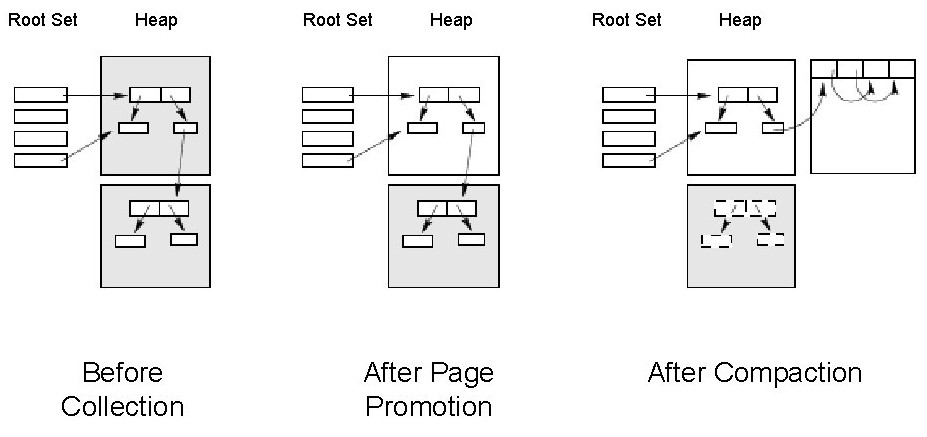 Root Set Heap
Root Set Heap
Root Set Heap
Before
Collection
After Page
Promotion
After Compaction